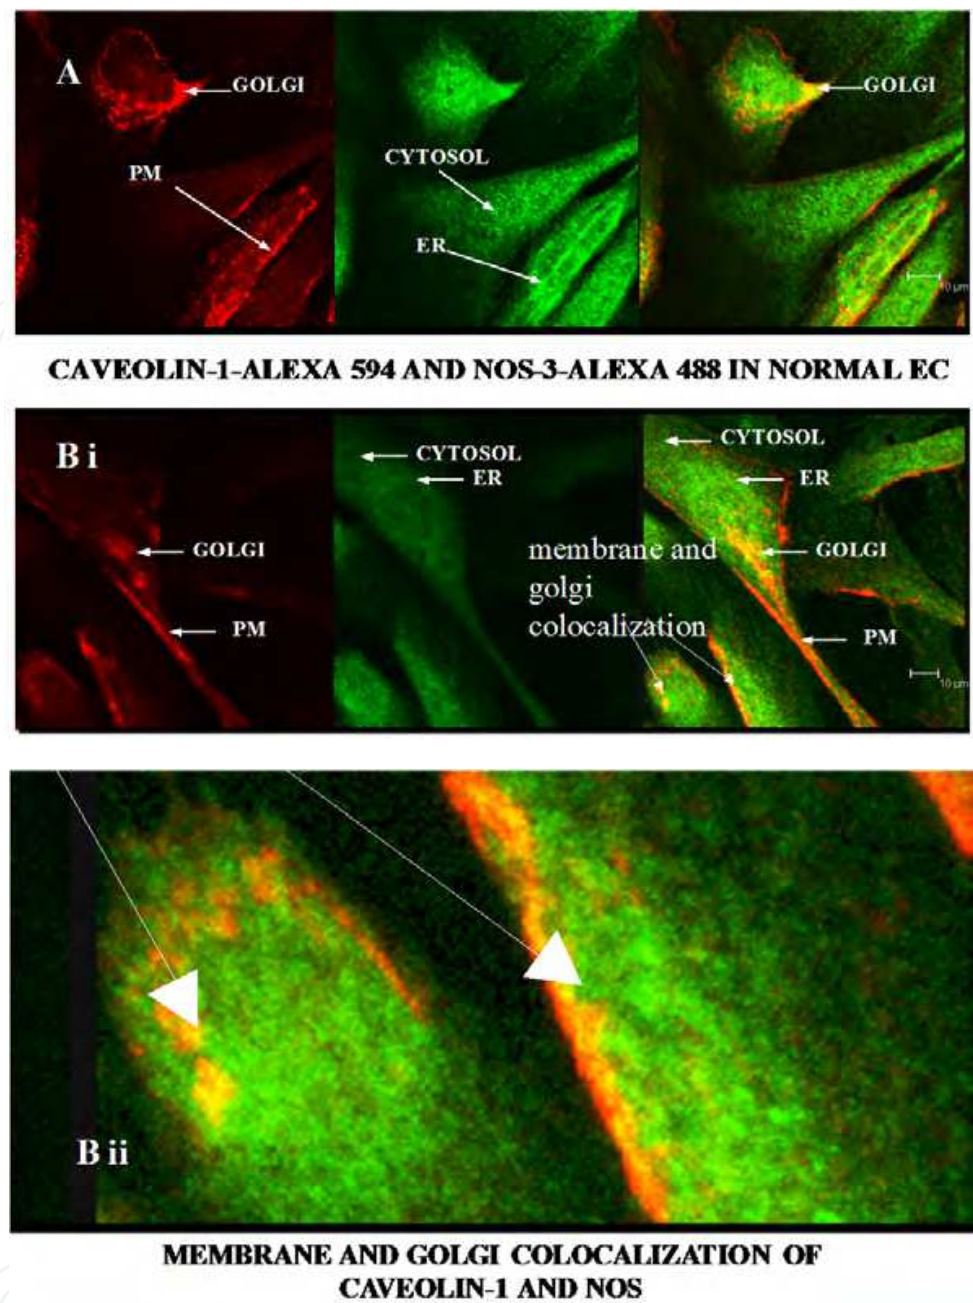 A
GOLGI
PM
CYTOSOL
ER
GOLGI
10 µm
CAVEOLIN-1-ALEXA 594 AND NOS-3-ALEXA 488 IN NORMAL EC
B i
GOLGI
PM
CYTOSOL
ER
membrane and
golgi
colocalization
CYTOSOL
ER
GOLGI
PM
10 µm
B ii
MEMBRANE AND GOLGI COLOCALIZATION OF
CAVEOLIN-1 AND NOS